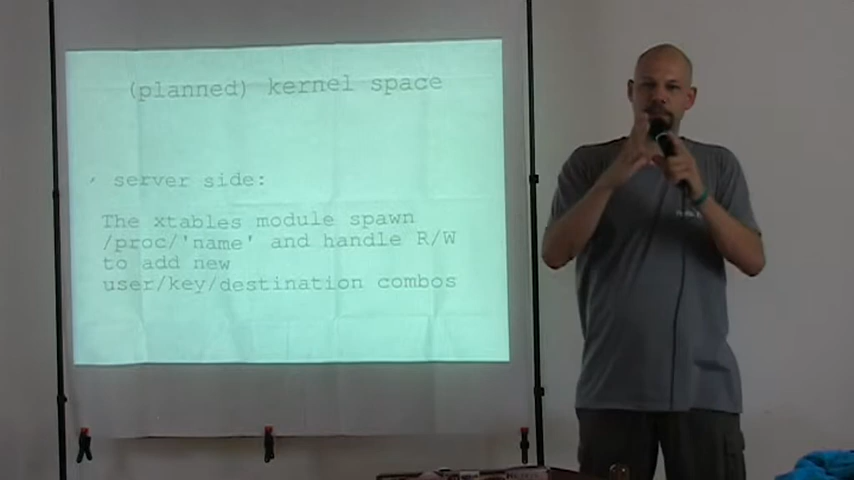 (planned) kernel space
server side:
The xtables module spawn
/proc/'name' and handle R/W
to add new
user/key/destination combos